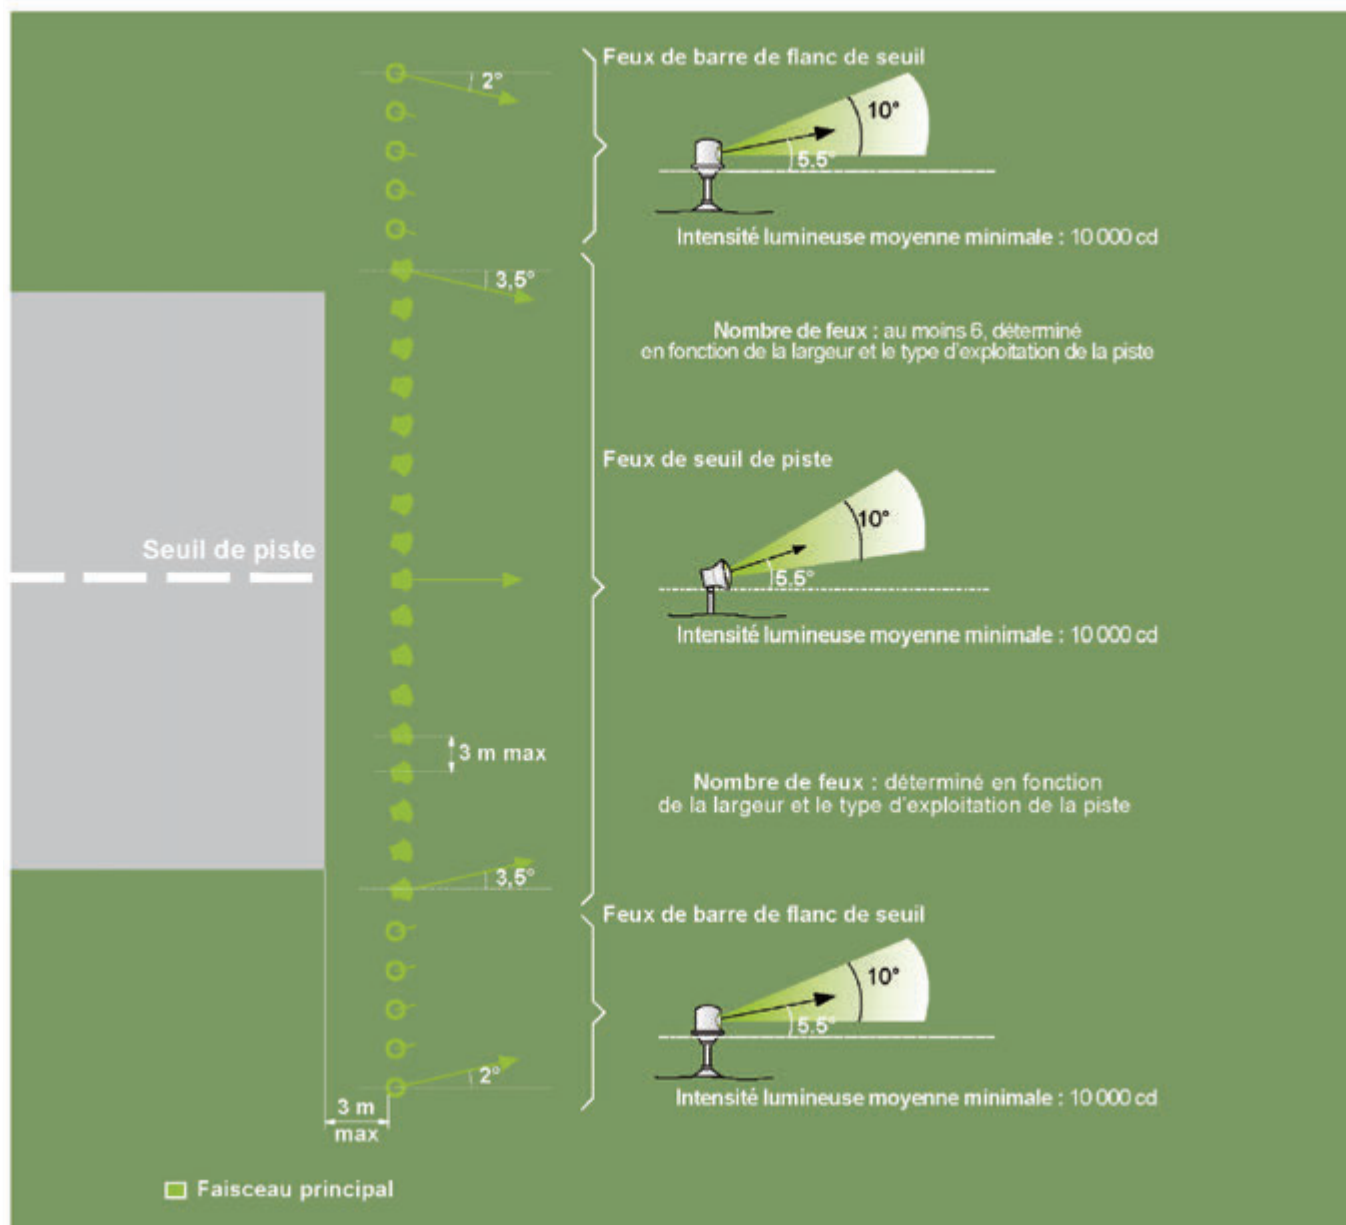 Feux de barre de flanc de seuil
2°
10°
5.5°
Intensité lumineuse moyenne minimale : 10 000 cd
3,5°
Nombre de feux : au moins 6, déterminé
en fonction de la largeur et le type d'exploitation de la piste
Feux de seuil de piste
10°
Seuil de piste
5.5°
Intensité lumineuse moyenne minimale : 10 000 cd
3 m max
Nombre de feux : déterminé en fonction
de la largeur et le type d'exploitation de la piste
3,5°
Feux de barre de flanc de seuil
10°
5.5°
2°
Intensité lumineuse moyenne minimale : 10 000 cd
3 m
max
Faisceau principal